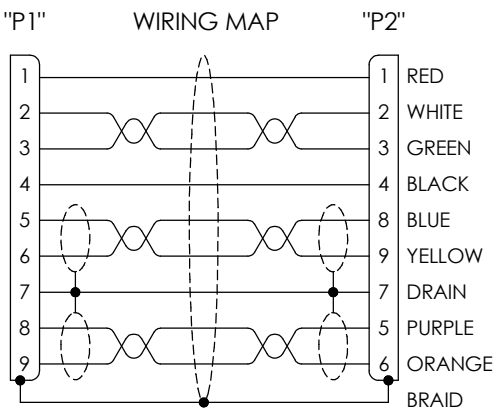 "P1" WIRING MAP "P2"
1 1 RED
2 2 WHITE
3 3 GREEN
4 4 BLACK
5 8 BLUE
6 9 YELLOW
7 7 DRAIN
8 5 PURPLE
9 6 ORANGE
BRAID